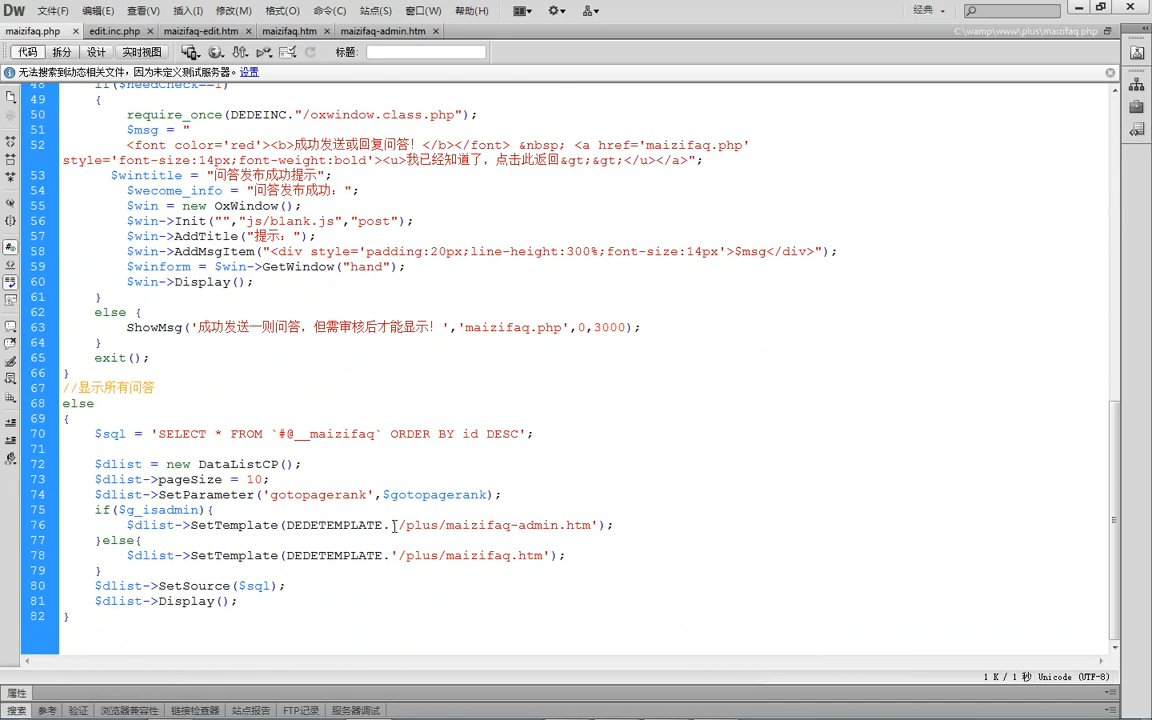 Dw 文件(F) 编辑(E) 查看(V) 插入(I) 修改(M) 格式(O) 命令(C) 站点(S) 窗口(W) 帮助(H) 经典
maizifaq.php × edit.inc.php × maizifaq-edit.htm × maizifaq.htm × maizifaq-admin.htm × C:\wamp\www\plus\maizifaq.php
代码 拆分 设计 实时视图 标题:
无法搜索到动态相关文件，因为未定义测试服务器。 设置
48 if($needCheck==1)
49 {
50 require_once(DEDEINC."/oxwindow.class.php");
51 $msg = "
52 <font color='red'><b>成功发送或回复问答！</b></font> &nbsp; <a href='maizifaq.php'
style='font-size:14px;font-weight:bold'><u>我已经知道了，点击此返回&gt;&gt;</u></a>";
53 $wintitle = "问答发布成功提示";
54 $wecome_info = "问答发布成功：";
55 $win = new OxWindow();
56 $win->Init("","js/blank.js","post");
57 $win->AddTitle("提示：");
58 $win->AddMsgItem("<div style='padding:20px;line-height:300%;font-size:14px'>$msg</div>");
59 $winform = $win->GetWindow("hand");
60 $win->Display();
61 }
62 else {
63 ShowMsg('成功发送一则问答，但需审核后才能显示！','maizifaq.php',0,3000);
64 }
65 exit();
66 }
67 //显示所有问答
68 else
69 {
70 $sql = 'SELECT * FROM `#@__maizifaq` ORDER BY id DESC';
71
72 $dlist = new DataListCP();
73 $dlist->pageSize = 10;
74 $dlist->SetParameter('gotopagerank',$gotopagerank);
75 if($g_isadmin){
76 $dlist->SetTemplate(DEDETEMPLATE.'/plus/maizifaq-admin.htm');
77 }else{
78 $dlist->SetTemplate(DEDETEMPLATE.'/plus/maizifaq.htm');
79 }
80 $dlist->SetSource($sql);
81 $dlist->Display();
82 }
1 K / 1 秒 Unicode (UTF-8)
属性
搜索 参考 验证 浏览器兼容性 链接检查器 站点报告 FTP记录 服务器调试